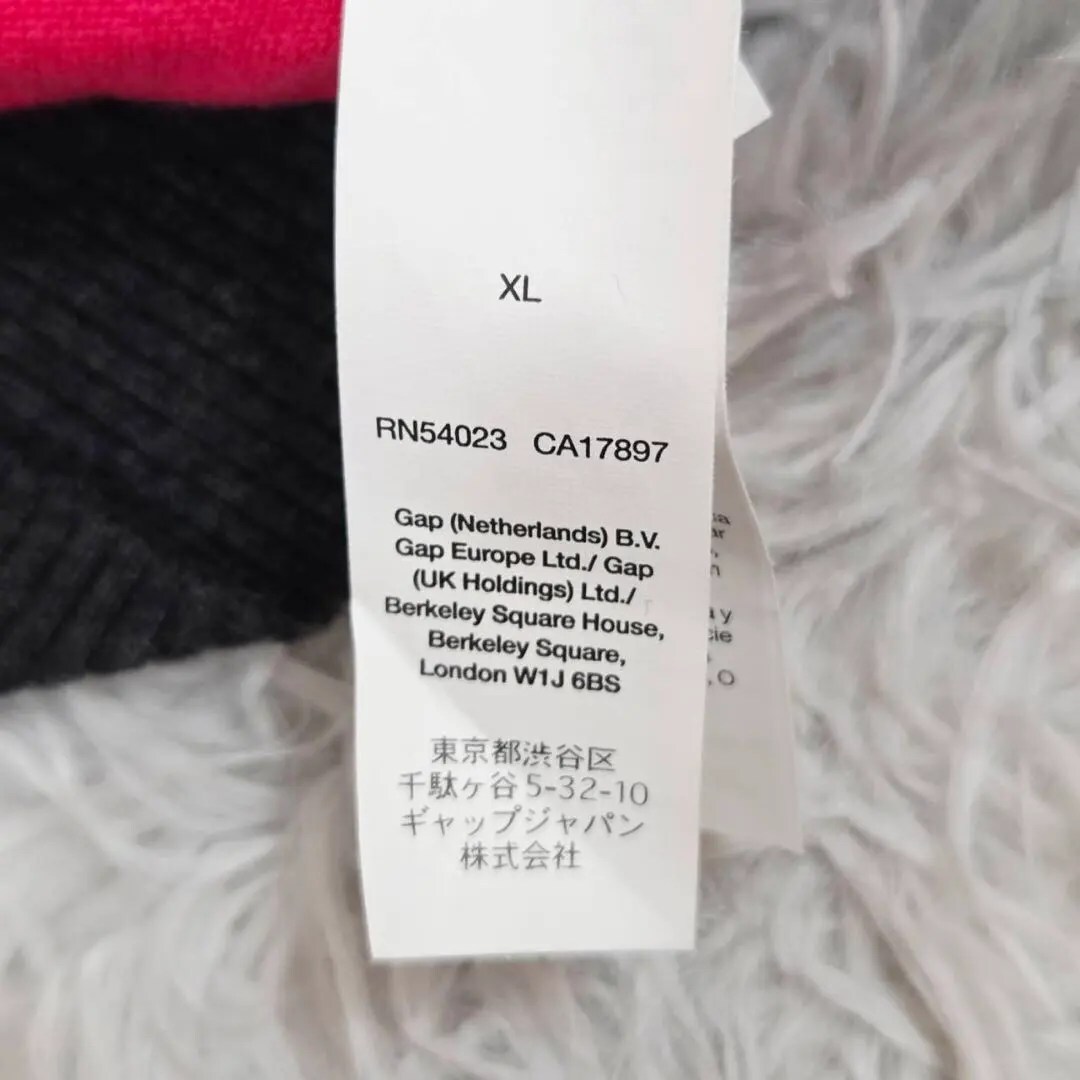 XL
RN54023 CA17897
Gap (Netherlands) B.V.
Gap Europe Ltd./ Gap
(UK Holdings) Ltd./
Berkeley Square House,
Berkeley Square,
London W1J 6BS
東京都渋谷区
千駄ヶ谷5-32-10
ギャップジャパン
株式会社